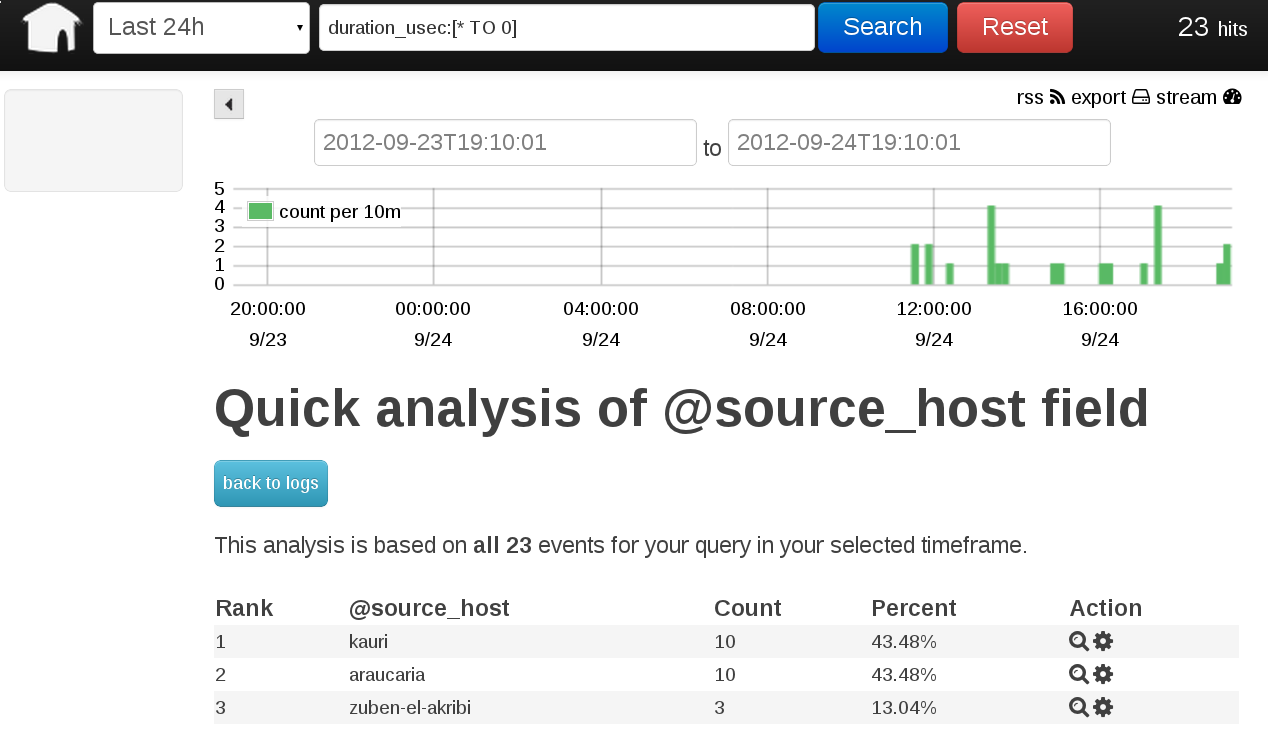 Last 24h duration_usec:[* TO 0] Search Reset 23 hits
rss export stream
2012-09-23T19:10:01 to 2012-09-24T19:10:01
5
4
3
2
1
0
count per 10m
20:00:00 00:00:00 04:00:00 08:00:00 12:00:00 16:00:00
9/23 9/24 9/24 9/24 9/24 9/24
Quick analysis of @source_host field
back to logs
This analysis is based on all 23 events for your query in your selected timeframe.
Rank @source_host Count Percent Action
1 kauri 10 43.48%
2 araucaria 10 43.48%
3 zuben-el-akribi 3 13.04%